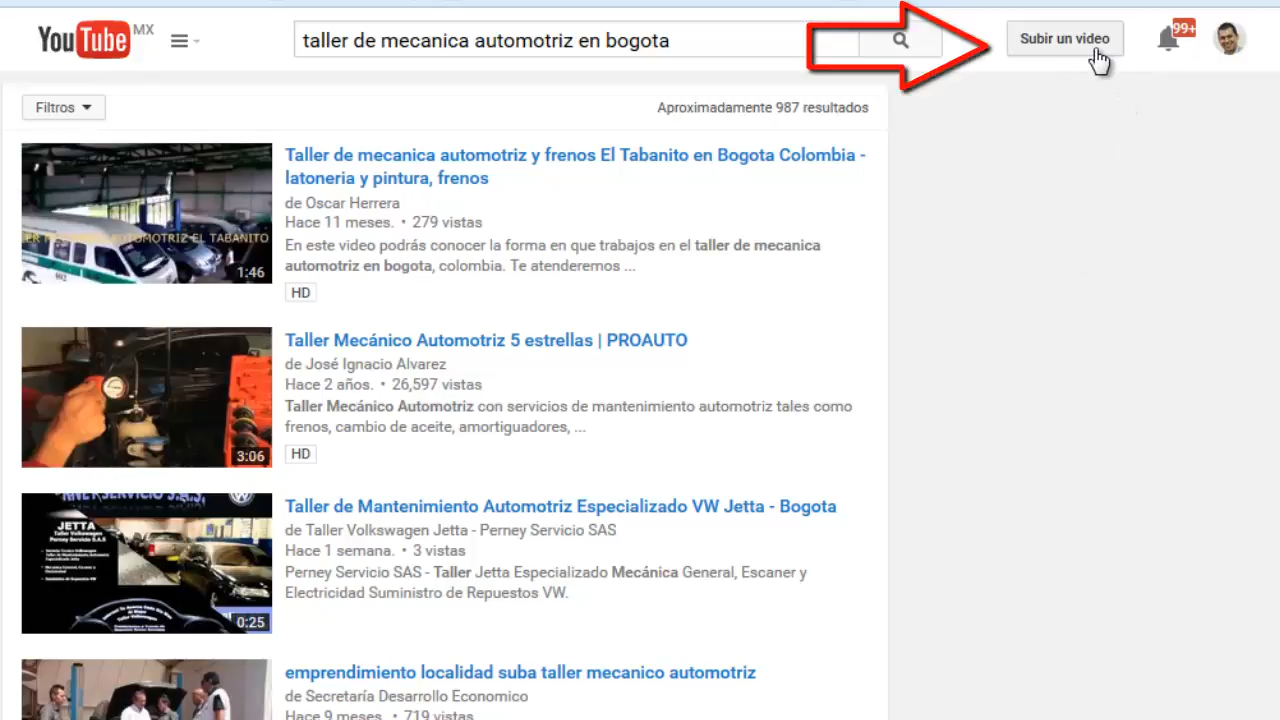 YouTube MX
taller de mecanica automotriz en bogota
Subir un video
99+
Filtros
Aproximadamente 987 resultados
AUTOMOTRIZ EL TABANITO
1:46
Taller de mecanica automotriz y frenos El Tabanito en Bogota Colombia -
latoneria y pintura, frenos
de Oscar Herrera
Hace 11 meses. • 279 vistas
En este video podrás conocer la forma en que trabajos en el taller de mecanica
automotriz en bogota, colombia. Te atenderemos ...
HD
3:06
Taller Mecánico Automotriz 5 estrellas | PROAUTO
de José Ignacio Alvarez
Hace 2 años. • 26,597 vistas
Taller Mecánico Automotriz con servicios de mantenimiento automotriz tales como
frenos, cambio de aceite, amortiguadores, ...
HD
JETTA
Taller Volkswagen
Perney Servicio S.A.S
0:25
Taller de Mantenimiento Automotriz Especializado VW Jetta - Bogota
de Taller Volkswagen Jetta - Perney Servicio SAS
Hace 1 semana. • 3 vistas
Perney Servicio SAS - Taller Jetta Especializado Mecánica General, Escaner y
Electricidad Suministro de Repuestos VW.
emprendimiento localidad suba taller mecanico automotriz
de Secretaría Desarrollo Economico
Hace 9 meses. • 719 vistas